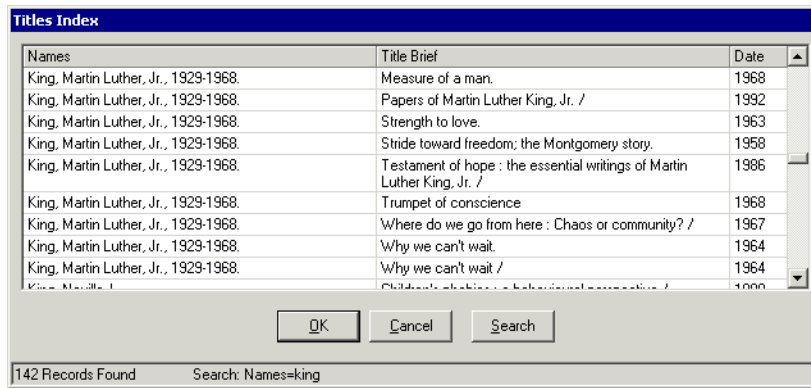 Titles Index
Names Title Brief Date
King, Martin Luther, Jr., 1929-1968. Measure of a man. 1968
King, Martin Luther, Jr., 1929-1968. Papers of Martin Luther King, Jr. / 1992
King, Martin Luther, Jr., 1929-1968. Strength to love. 1963
King, Martin Luther, Jr., 1929-1968. Stride toward freedom; the Montgomery story. 1958
King, Martin Luther, Jr., 1929-1968. Testament of hope : the essential writings of Martin 1986
Luther King, Jr. /
King, Martin Luther, Jr., 1929-1968. Trumpet of conscience 1968
King, Martin Luther, Jr., 1929-1968. Where do we go from here : Chaos or community? / 1967
King, Martin Luther, Jr., 1929-1968. Why we can't wait. 1964
King, Martin Luther, Jr., 1929-1968. Why we can't wait / 1964
OK Cancel Search
142 Records Found Search: Names=king